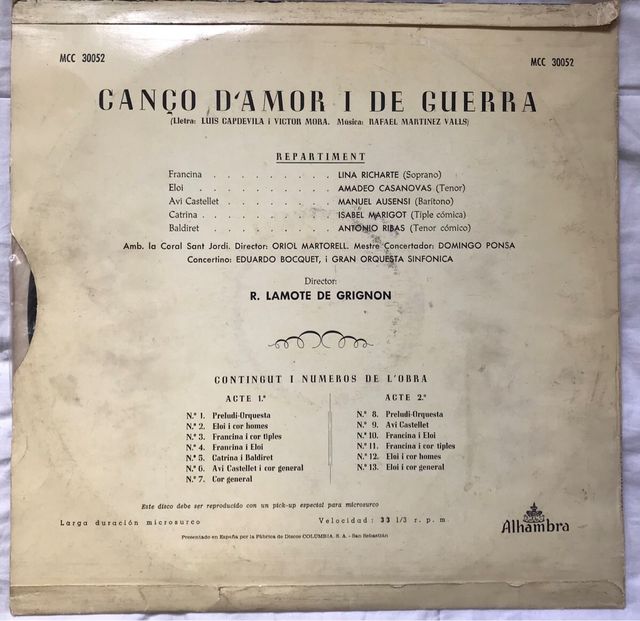 MCC 30052
MCC 30052
CANÇO D'AMOR I DE GUERRA
(Lletra: LUIS CAPDEVILA i VICTOR MORA. Música: RAFAEL MARTINEZ VALLS)
REPARTIMENT
Francina . . . . . . . . . . LINA RICHARTE (Soprano)
Eloi . . . . . . . . . . AMADEO CASANOVAS (Tenor)
Avi Castellet . . . . . . . . . MANUEL AUSENSI (Barítono)
Catrina . . . . . . . . . . ISABEL MARIGOT (Tiple cómica)
Baldiret . . . . . . . . . . ANTONIO RIBAS (Tenor cómico)
Amb. la Coral Sant Jordi. Director: ORIOL MARTORELL. Mestre Concertador: DOMINGO PONSA
Concertino: EDUARDO BOCQUET, i GRAN ORQUESTA SINFONICA
Director:
R. LAMOTE DE GRIGNON
CONTINGUT I NUMEROS DE L'OBRA
ACTE 1.º
N.º 1. Preludi-Orquesta
N.º 2. Eloi i cor homes
N.º 3. Francina i cor tiples
N.º 4. Francina i Eloi
N.º 5. Catrina i Baldiret
N.º 6. Avi Castellet i cor general
N.º 7. Cor general
ACTE 2.º
N.º 8. Preludi-Orquesta
N.º 9. Avi Castellet
N.º 10. Francina i Eloi
N.º 11. Francina i cor tiples
N.º 12. Eloi i cor homes
N.º 13. Eloi i cor general
Este disco debe ser reproducido con un pick-up especial para microsurco
Larga duración microsurco Velocidad: 33 1/3 r. p. m.
Presentado en España por la Fábrica de Discos COLUMBIA, S. A. - San Sebastián
Alhambra